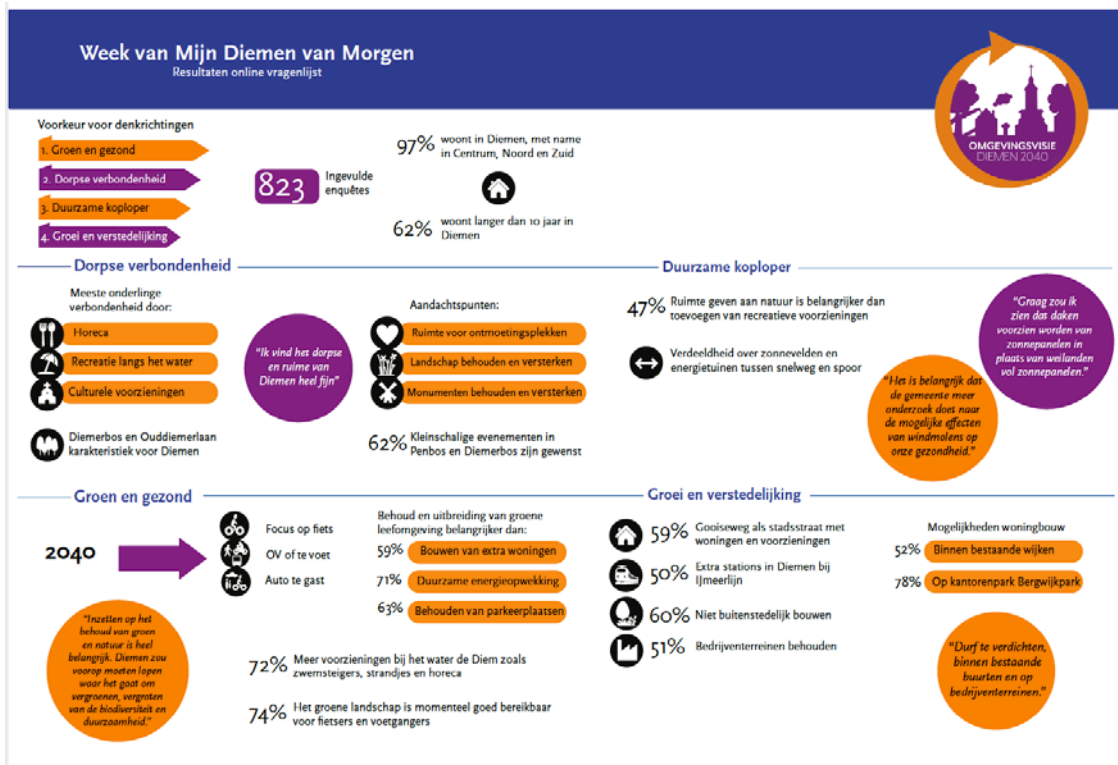 Week van Mijn Diemen van Morgen
Resultaten online vragenlijst
OMGEVINGSVISIE
DIEMEN 2040
Voorkeur voor denkrichtingen
1. Groen en gezond
2. Dorpse verbondenheid
3. Duurzame koploper
4. Groei en verstedelijking
823
Ingevulde
enquêtes
97% woont in Diemen, met name
in Centrum, Noord en Zuid
62% woont langer dan 10 jaar in
Diemen
Dorpse verbondenheid
Meeste onderlinge
verbondenheid door:
Horeca
Recreatie langs het water
Culturele voorzieningen
Diemerbos en Ouddiemerlaan
karakteristiek voor Diemen
"Ik vind het dorpse
en ruime van
Diemen heel fijn"
Aandachtspunten:
Ruimte voor ontmoetingsplekken
Landschap behouden en versterken
Monumenten behouden en versterken
62% Kleinschalige evenementen in
Penbos en Diemerbos zijn gewenst
Duurzame koploper
47% Ruimte geven aan natuur is belangrijker dan
toevoegen van recreatieve voorzieningen
Verdeeldheid over zonnevelden en
energietuinen tussen snelweg en spoor
"Graag zou ik
zien dat daken
voorzien worden van
zonnepanelen in
plaats van weilanden
vol zonnepanelen."
"Het is belangrijk dat
de gemeente meer
onderzoek doet naar
de mogelijke effecten
van windmolens op
onze gezondheid."
Groen en gezond
2040
Focus op fiets
OV of te voet
Auto te gast
Behoud en uitbreiding van groene
leefomgeving belangrijker dan:
59% Bouwen van extra woningen
71% Duurzame energieopwekking
63% Behouden van parkeerplaatsen
"Inzetten op het
behoud van groen
en natuur is heel
belangrijk. Diemen zou
voorop moeten lopen
waar het gaat om
vergroenen, vergroten
van de biodiversiteit en
duurzaamheid."
72% Meer voorzieningen bij het water de Diem zoals
zwemsteigers, strandjes en horeca
74% Het groene landschap is momenteel goed bereikbaar
voor fietsers en voetgangers
Groei en verstedelijking
59% Gooiseweg als stadsstraat met
woningen en voorzieningen
50% Extra stations in Diemen bij
IJmeerlijn
60% Niet buitenstedelijk bouwen
51% Bedrijventerreinen behouden
Mogelijkheden woningbouw
52% Binnen bestaande wijken
78% Op kantorenpark Bergwijkpark
"Durf te verdichten,
binnen bestaande
buurten en op
bedrijventerreinen."